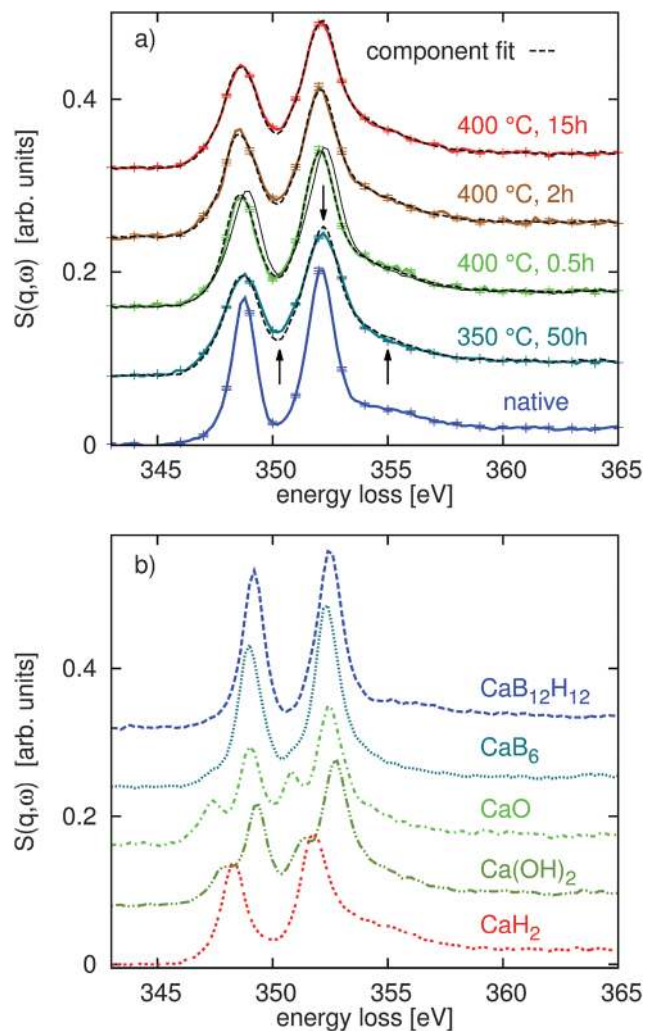 a)
component fit ---
S(q,ω) [arb. units]
0.4
0.2
0
400 °C, 15h
400 °C, 2h
400 °C, 0.5h
350 °C, 50h
native
345 350 355 360 365
energy loss [eV]
b)
S(q,ω) [arb. units]
0.4
0.2
0
CaB₁₂H₁₂
CaB₆
CaO
Ca(OH)₂
CaH₂
345 350 355 360 365
energy loss [eV]